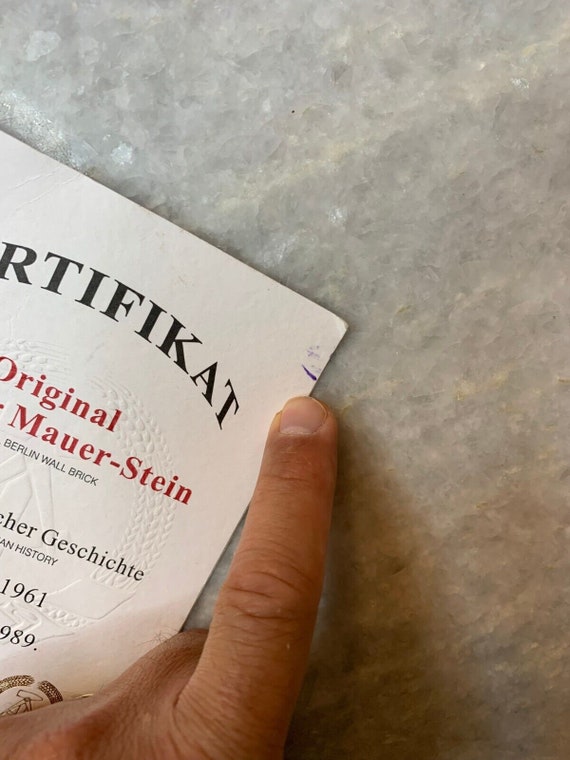 RTIFIKAT
Original
r Mauer-Stein
BERLIN WALL BRICK
cher Geschichte
AN HISTORY
1961
989.